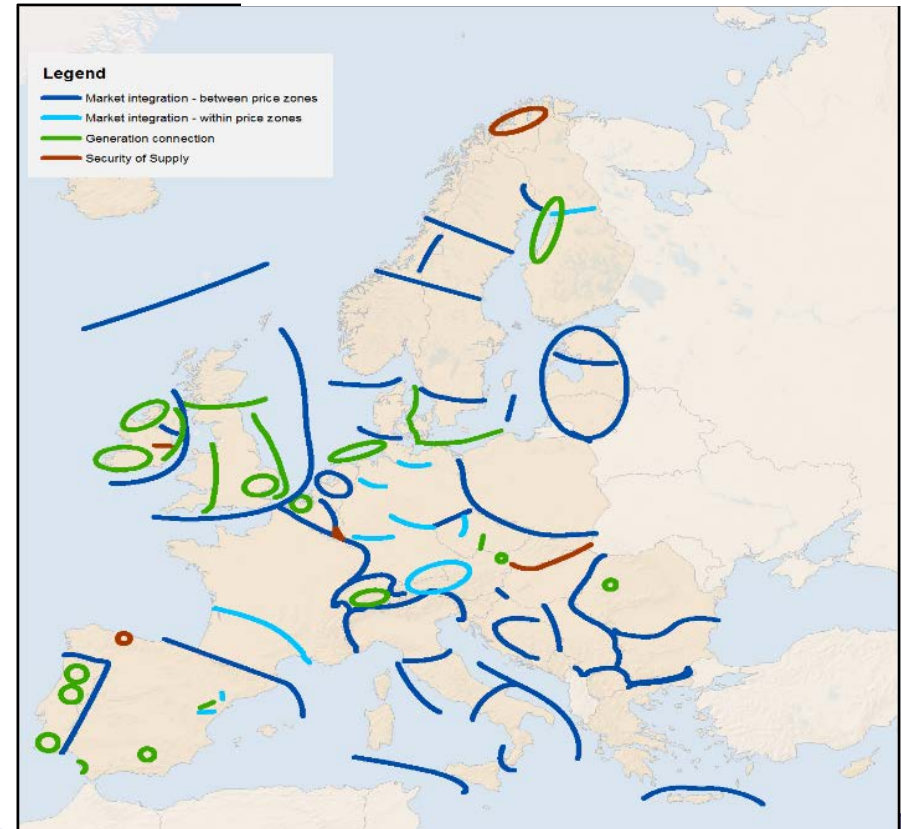 Legend
Market integration - between price zones
Market integration - within price zones
Generation connection
Security of Supply